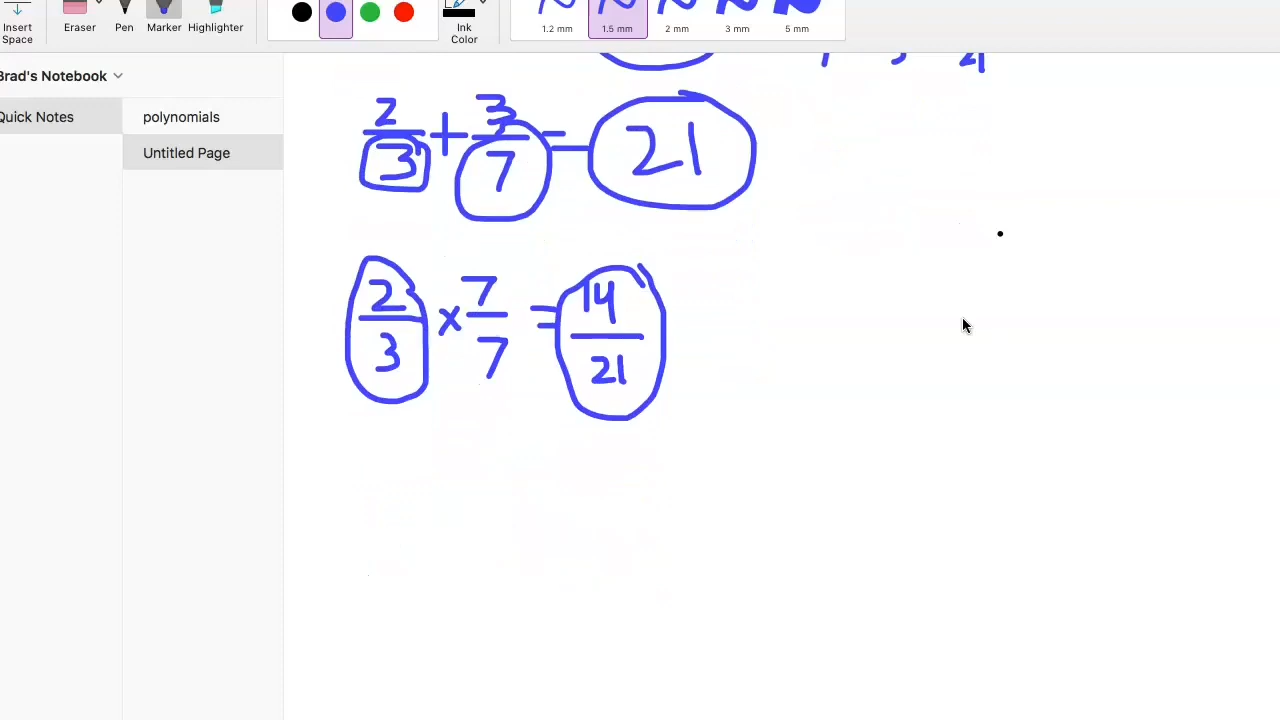 Insert Space
Eraser
Pen
Marker
Highlighter
Ink Color
1.2 mm
1.5 mm
2 mm
3 mm
5 mm
Brad's Notebook
Quick Notes
polynomials
Untitled Page
2/3 + 3/7 = 21
2/3 x 7/7 = 14/21